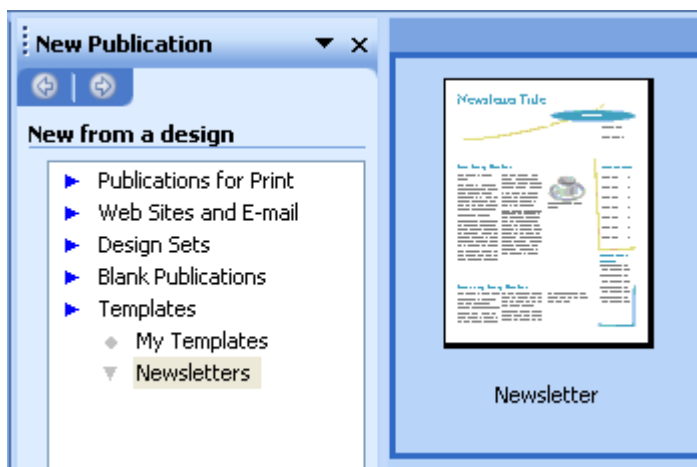 New Publication
New from a design
Publications for Print
Web Sites and E-mail
Design Sets
Blank Publications
Templates
My Templates
Newsletters
Newsletter Title
Newsletter